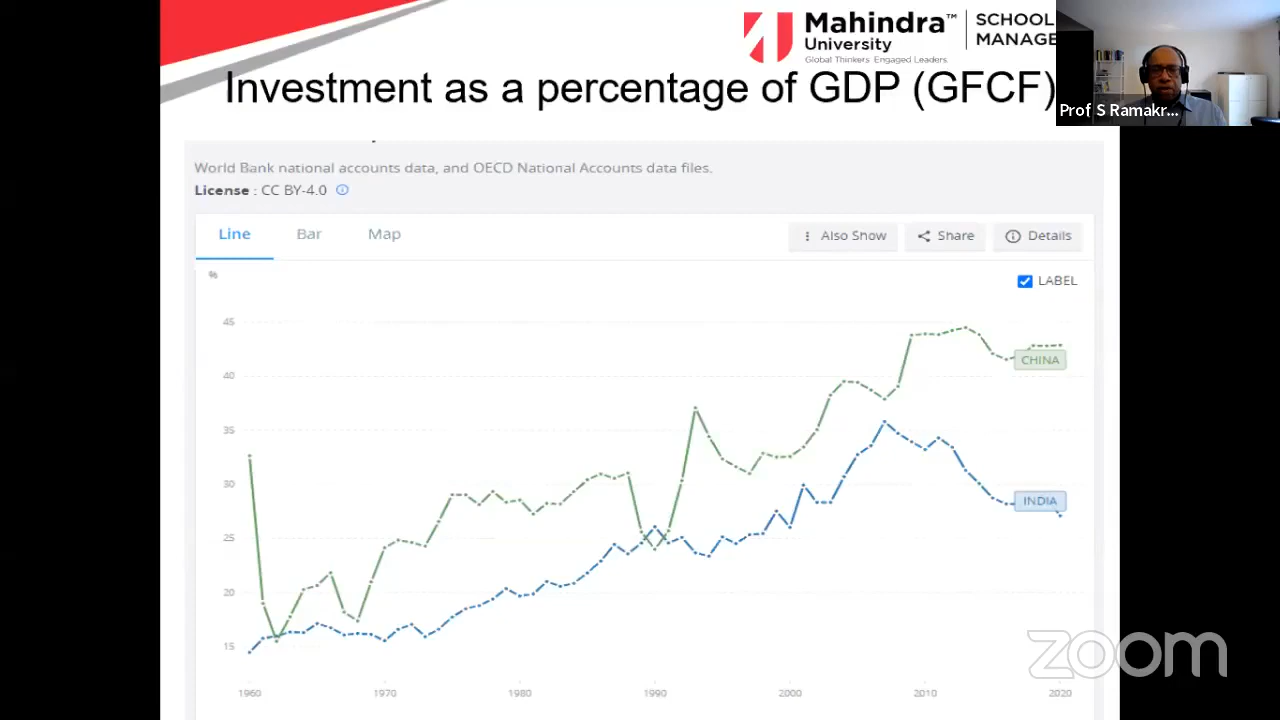 Mahindra™
University
Global Thinkers. Engaged Leaders.
SCHOOL
MANAGE
Investment as a percentage of GDP (GFCF)
Prof S Ramakr...
World Bank national accounts data, and OECD National Accounts data files.
License : CC BY-4.0
Line Bar Map
Also Show Share Details
%
LABEL
45
40
35
30
25
20
15
CHINA
INDIA
1960 1970 1980 1990 2000 2010 2020
zoom